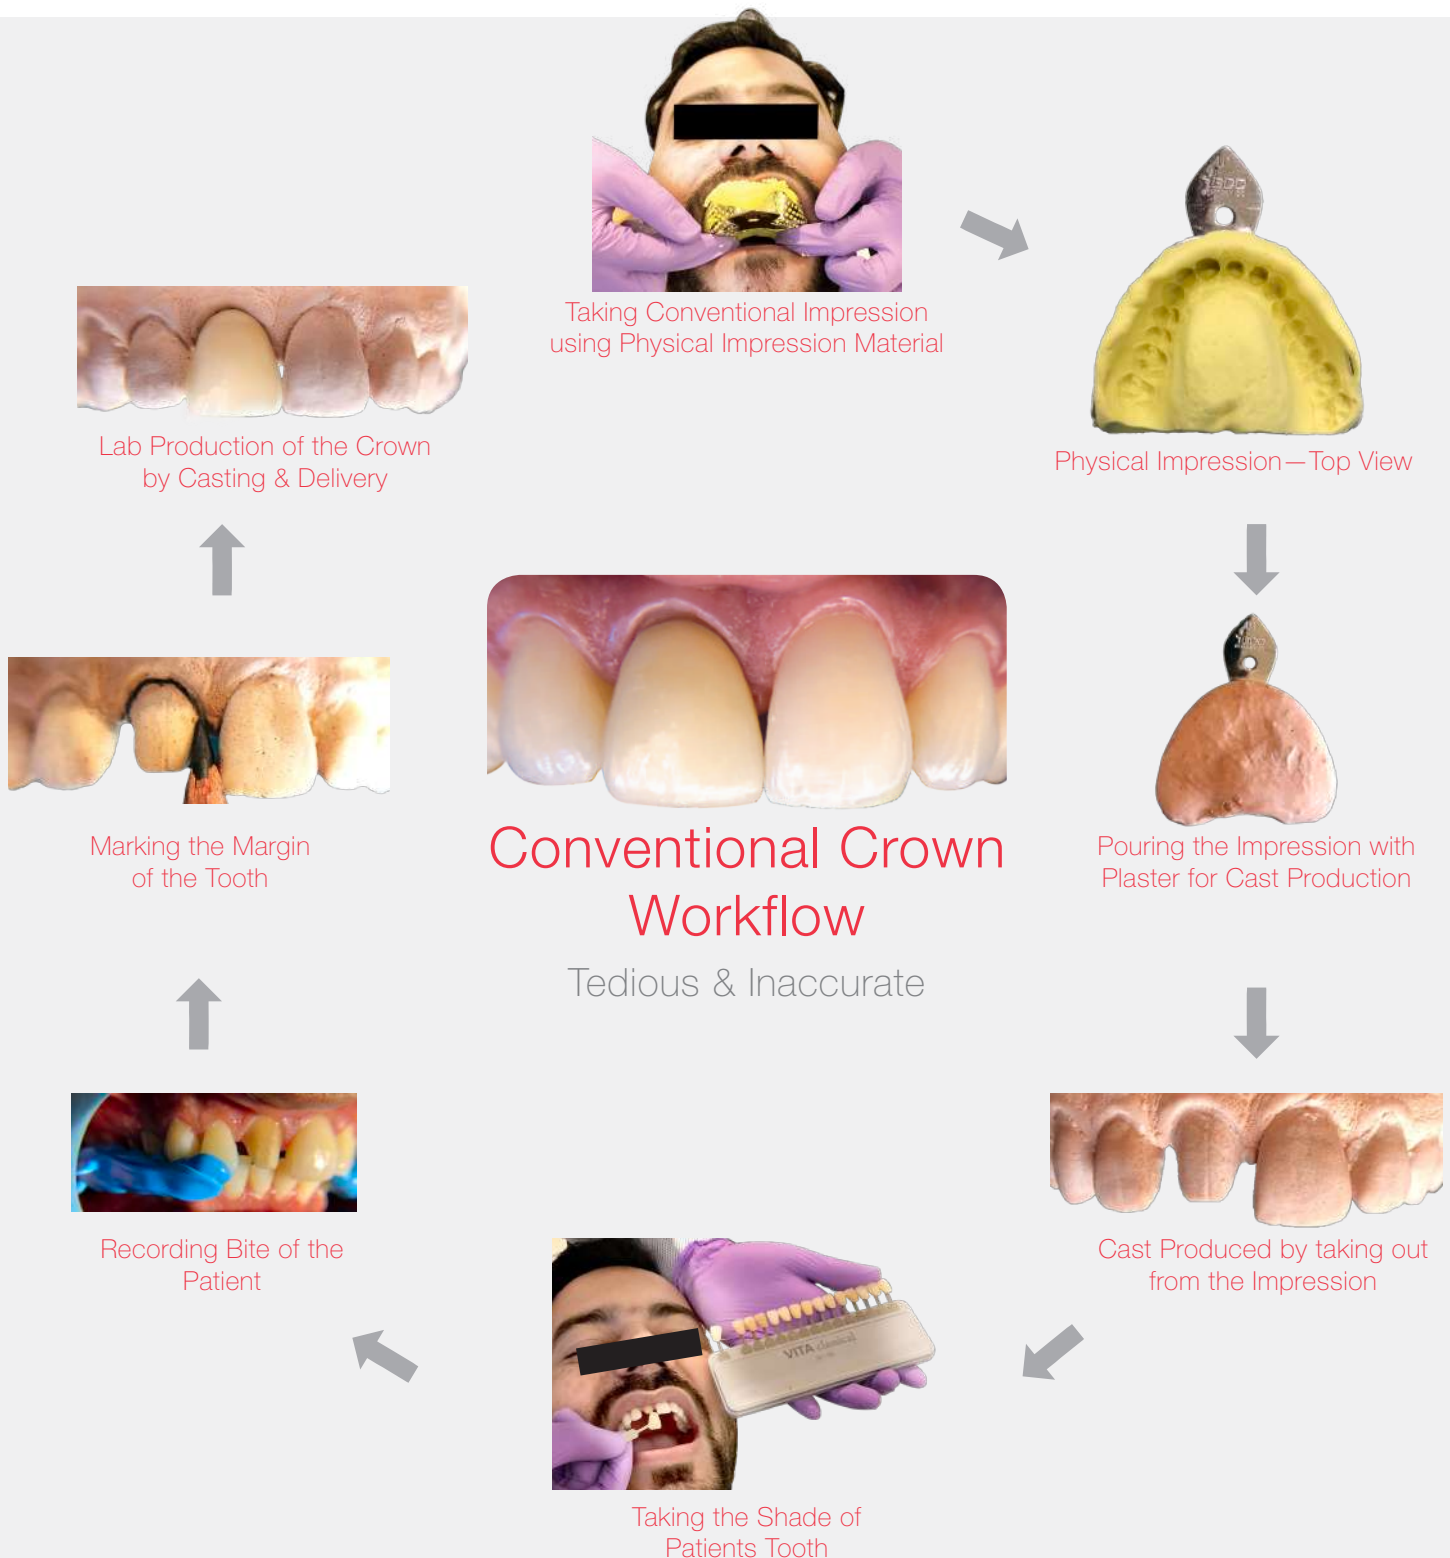 Taking Conventional Impression
using Physical Impression Material
Physical Impression—Top View
Pouring the Impression with
Plaster for Cast Production
Cast Produced by taking out
from the Impression
VITA classical
Taking the Shade of
Patients Tooth
Recording Bite of the
Patient
Marking the Margin
of the Tooth
Lab Production of the Crown
by Casting & Delivery
Conventional Crown
Workflow
Tedious & Inaccurate